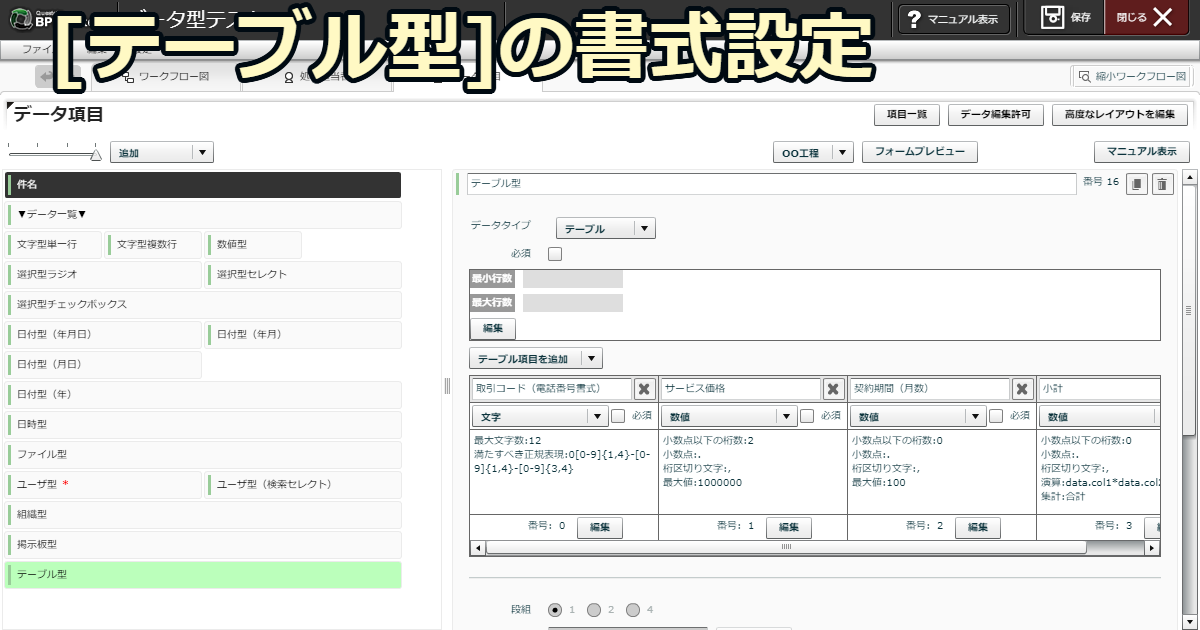 [テーブル型]の書式設定
マニュアル表示
保存
閉じる
ワークフロー図
縮小ワークフロー図
データ項目
項目一覧
データ編集許可
高度なレイアウトを編集
追加
OO工程
フォームプレビュー
マニュアル表示
件名
▼データ一覧▼
文字型単一行
文字型複数行
数値型
選択型ラジオ
選択型セレクト
選択型チェックボックス
日付型（年月日）
日付型（年月）
日付型（月日）
日付型（年）
日時型
ファイル型
ユーザ型 *
ユーザ型（検索セレクト）
組織型
掲示板型
テーブル型
テーブル型
番号 16
データタイプ
テーブル
必須
最小行数
最大行数
編集
テーブル項目を追加
取引コード（電話番号書式）
サービス価格
契約期間（月数）
小計
文字
必須
数値
必須
数値
必須
数値
最大文字数:12
満たすべき正規表現:0[0-9]{1,4}-[0-
9]{1,4}-[0-9]{3,4}
小数点以下の桁数:2
小数点:.
桁区切り文字:,
最大値:1000000
小数点以下の桁数:0
小数点:.
桁区切り文字:,
最大値:100
小数点以下の桁数:0
小数点:.
桁区切り文字:,
演算:data.col1*data.col2
集計:合計
番号: 0
編集
番号: 1
編集
番号: 2
編集
番号: 3
段組
1
2
4